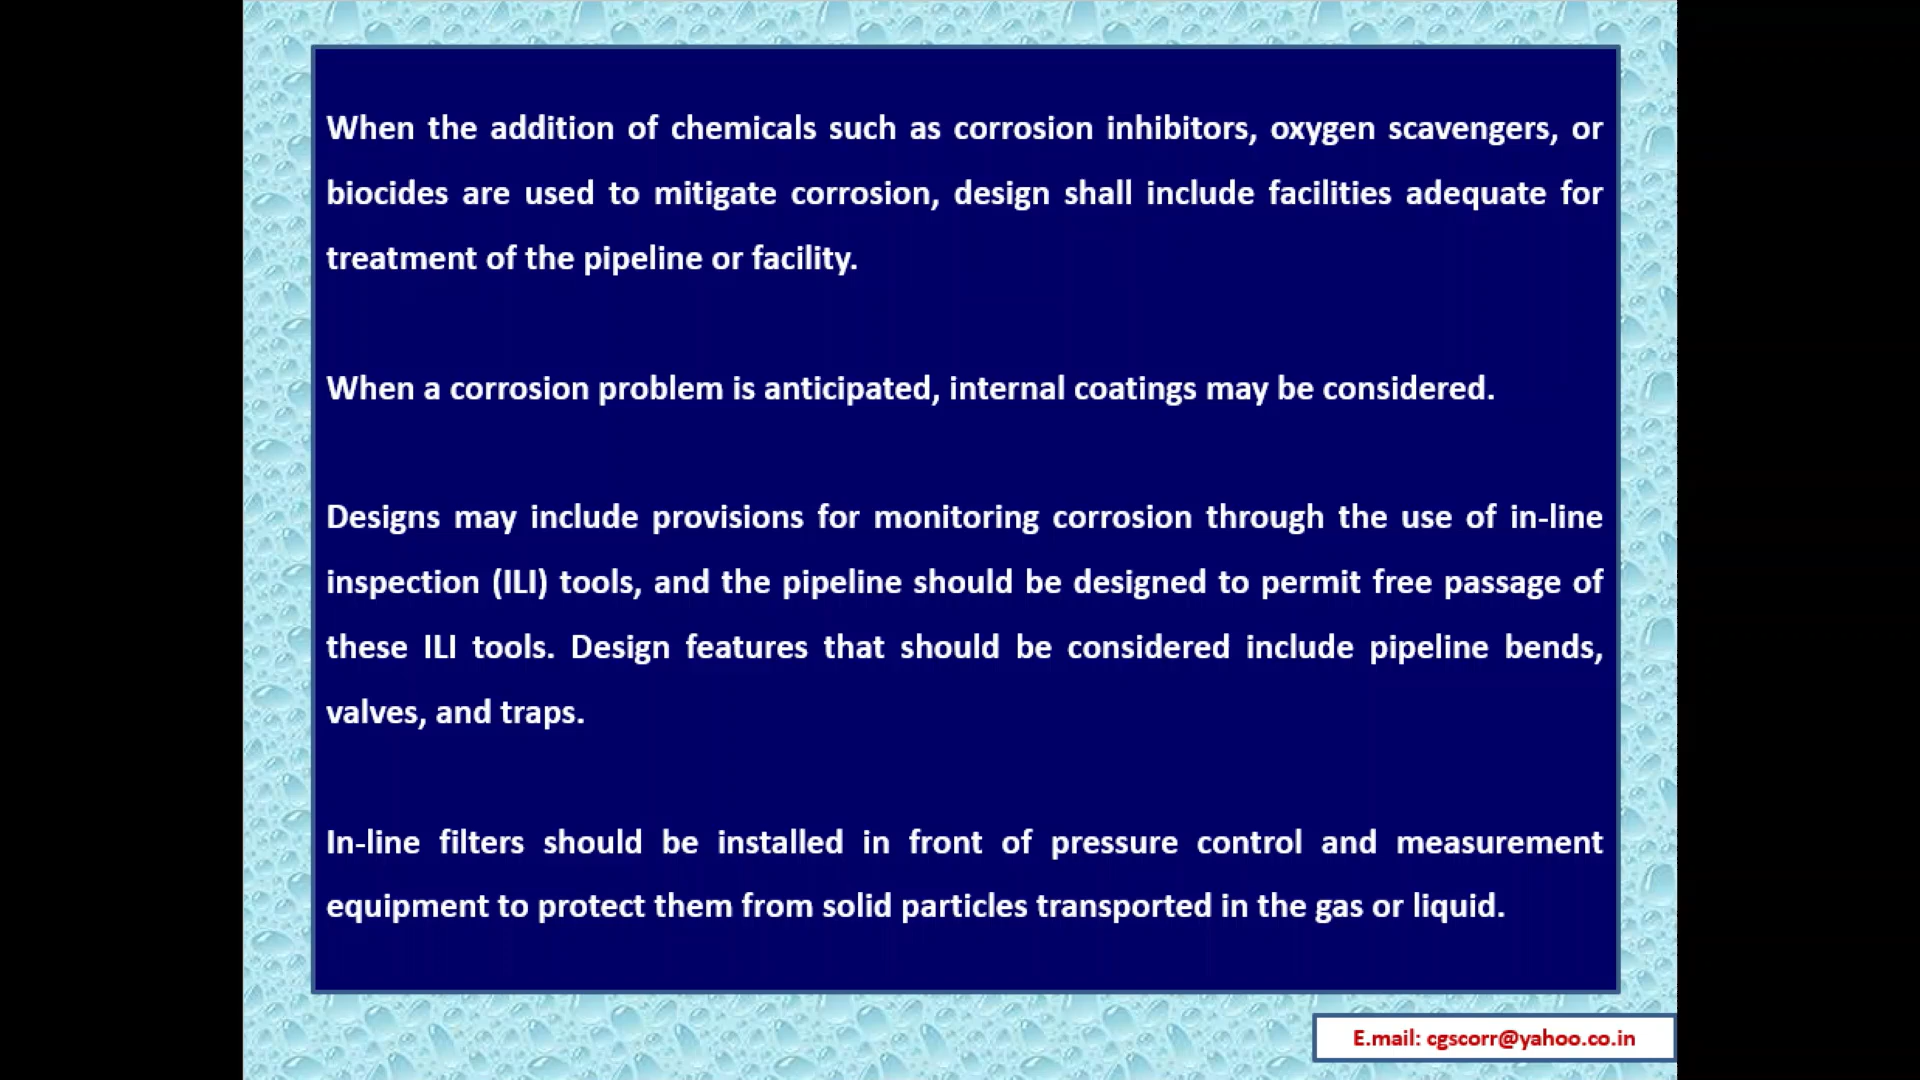 When the addition of chemicals such as corrosion inhibitors, oxygen scavengers, or
biocides are used to mitigate corrosion, design shall include facilities adequate for
treatment of the pipeline or facility.
When a corrosion problem is anticipated, internal coatings may be considered.
Designs may include provisions for monitoring corrosion through the use of in-line
inspection (ILI) tools, and the pipeline should be designed to permit free passage of
these ILI tools. Design features that should be considered include pipeline bends,
valves, and traps.
In-line filters should be installed in front of pressure control and measurement
equipment to protect them from solid particles transported in the gas or liquid.
E.mail: cgscorr@yahoo.co.in